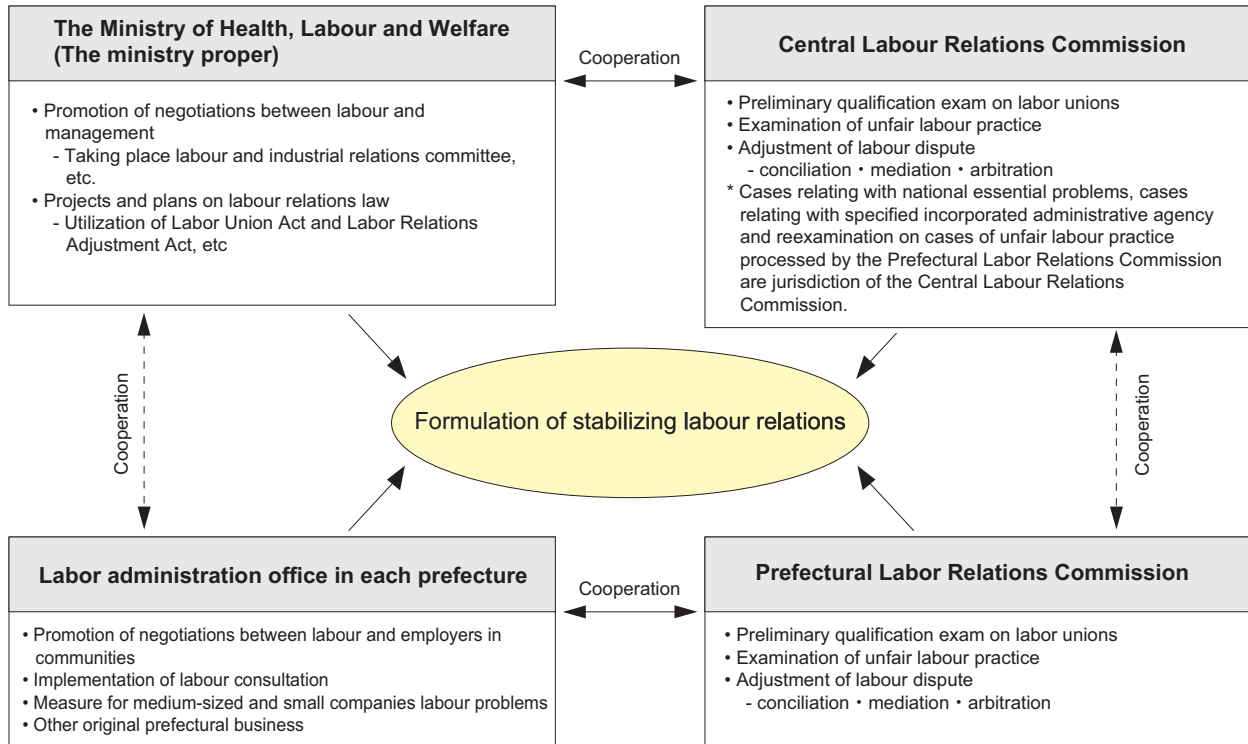 The Ministry of Health, Labour and Welfare
(The ministry proper)
• Promotion of negotiations between labour and
management
- Taking place labour and industrial relations committee,
etc.
• Projects and plans on labour relations law
- Utilization of Labor Union Act and Labor Relations
Adjustment Act, etc
Cooperation
Central Labour Relations Commission
• Preliminary qualification exam on labor unions
• Examination of unfair labour practice
• Adjustment of labour dispute
- conciliation・mediation・arbitration
* Cases relating with national essential problems, cases
relating with specified incorporated administrative agency
and reexamination on cases of unfair labour practice
processed by the Prefectural Labor Relations Commission
are jurisdiction of the Central Labour Relations
Commission.
Cooperation
Formulation of stabilizing labour relations
Cooperation
Labor administration office in each prefecture
• Promotion of negotiations between labour and employers in
communities
• Implementation of labour consultation
• Measure for medium-sized and small companies labour problems
• Other original prefectural business
Cooperation
Prefectural Labor Relations Commission
• Preliminary qualification exam on labor unions
• Examination of unfair labour practice
• Adjustment of labour dispute
- conciliation・mediation・arbitration